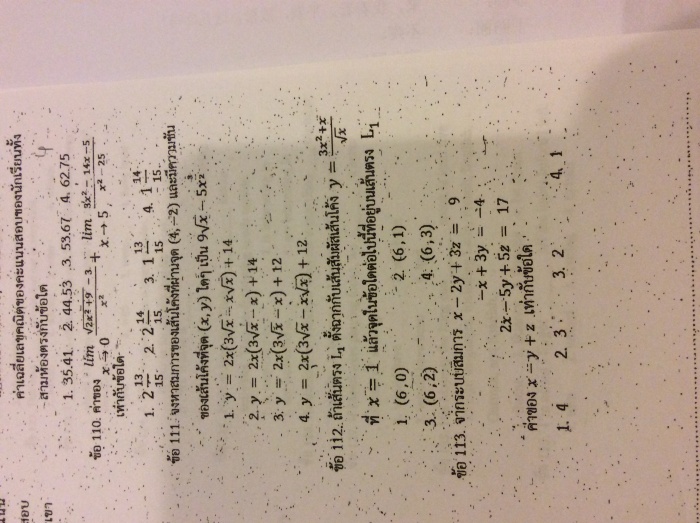 ค่าเฉลี่ยเลขคณิตของคะแนนสอบของนักเรียนทั้ง
สามห้องตรงกับข้อใด
1. 35.41 2. 44.53 3. 53.67 4. 62.75
ข้อ 110. ค่าของ lim x→0 (√(2x²+9) − 3)/x² + lim x→5 (3x² − 14x − 5)/(x² − 25)
เท่ากับข้อใด
1. 2 13/15 2. 2 14/15 3. 1 13/15 4. 1 14/15
ข้อ 111. จงหาสมการของเส้นโค้งที่ผ่านจุด (4, −2) และมีความชัน
ของเส้นโค้งที่จุด (x, y) ใดๆ เป็น 9√x − 5x^(3/2)
1. y = 2x(3√x − x√x) + 14
2. y = 2x(3√x − x) + 14
3. y = 2x(3√x − x) + 12
4. y = 2x(3√x − x√x) + 12
ข้อ 112. ถ้าเส้นตรง L₁ ตั้งฉากกับเส้นสัมผัสเส้นโค้ง y = (3x²+x)/√x
ที่ x = 1 แล้วจุดในข้อใดต่อไปนี้ที่อยู่บนเส้นตรง L₁
1. (6, 0) 2. (6, 1)
3. (6, 2) 4. (6, 3)
ข้อ 113. จากระบบสมการ x − 2y + 3z = 9
−x + 3y = −4
2x − 5y + 5z = 17
ค่าของ x − y + z เท่ากับข้อใด
1. 4 2. 3 3. 2 4. 1
สอบ
เขา